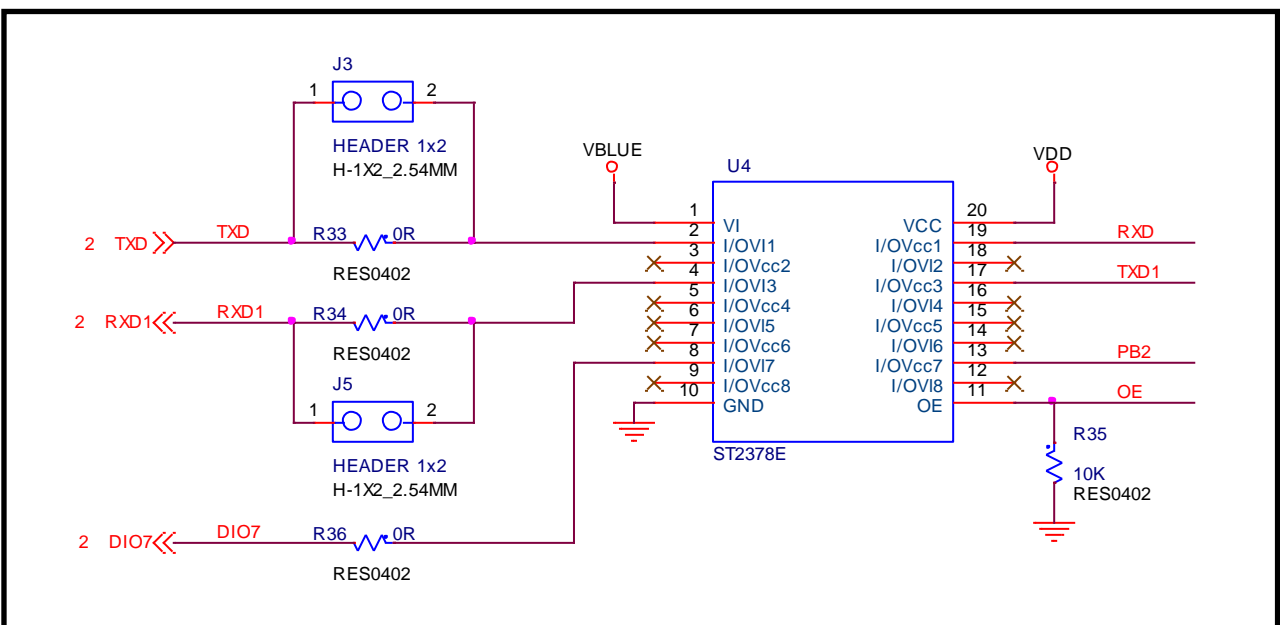 J3
1 2
HEADER 1x2
H-1X2_2.54MM
VBLUE
VDD
U4
2 TXD
TXD
R33 0R
RES0402
2 RXD1
RXD1
R34 0R
RES0402
J5
1 2
HEADER 1x2
H-1X2_2.54MM
2 DIO7
DIO7
R36 0R
RES0402
1 VI
2 I/OVI1
3 I/OVcc2
4 I/OVI3
5 I/OVcc4
6 I/OVI5
7 I/OVcc6
8 I/OVI7
9 I/OVcc8
10 GND
VCC 20
I/OVcc1 19 RXD
I/OVI2 18
I/OVcc3 17 TXD1
I/OVI4 16
I/OVcc5 15
I/OVI6 14
I/OVcc7 13 PB2
I/OVI8 12
OE 11 OE
ST2378E
R35
10K
RES0402